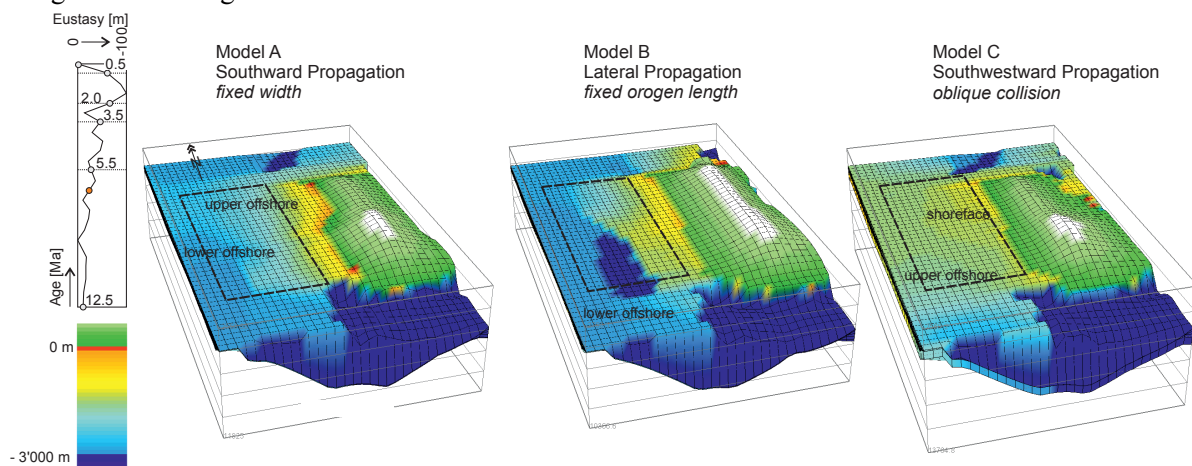 Eustasy [m]
0
-100
0.5
2.0
3.5
5.5
12.5
Age [Ma]
0 m
- 3'000 m
Model A
Southward Propagation
fixed width
N
upper offshore
lower offshore
Model B
Lateral Propagation
fixed orogen length
lower offshore
Model C
Southwestward Propagation
oblique collision
shoreface
upper offshore